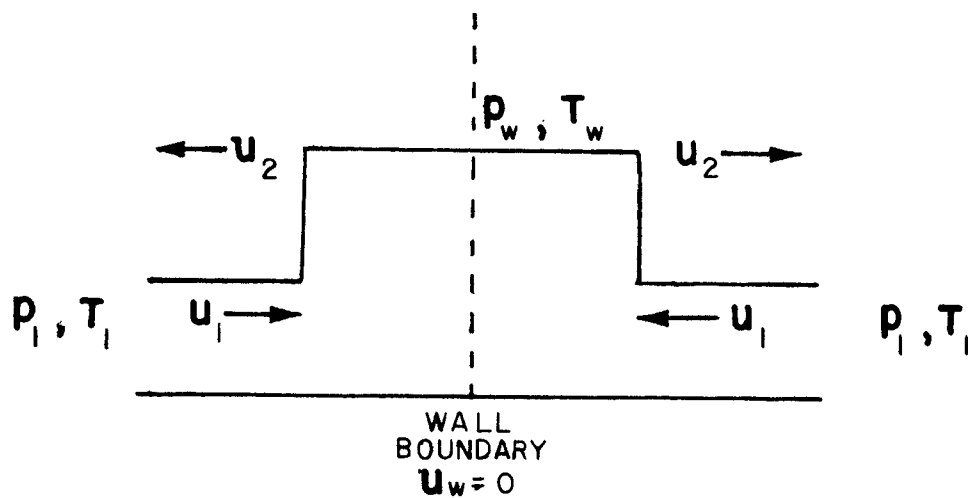 p_w , T_w
u_2
u_2
p_1 , T_1
u_1
u_1
p_1 , T_1
WALL
BOUNDARY
u_w = 0